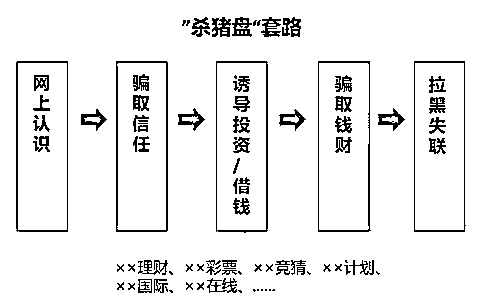 ”杀猪盘“套路
网上认识
骗取信任
诱导投资/借钱
骗取钱财
拉黑失联
××理财、××彩票、××竞猜、××计划、
××国际、××在线、......